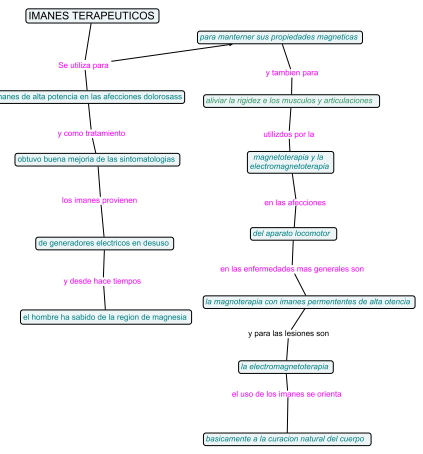 IMANES TERAPEUTICOS
Se utiliza para
manes de alta potencia en las afecciones dolorosass
y como tratamiento
obtuvo buena mejoria de las sintomatologias
los imanes provienen
de generadores electricos en desuso
y desde hace tiempos
el hombre ha sabido de la region de magnesia
para manterner sus propiedades magneticas
y tambien para
aliviar la rigidez e los musculos y articulaciones
utilizdos por la
magnetoterapia y la
electromagnetoterapia
en las afecciones
del aparato locomotor
en las enfermedades mas generales son
la magnoterapia con imanes permententes de alta otencia
y para las lesiones son
la electromagnetoterapia
el uso de los imanes se orienta
basicamente a la curacion natural del cuerpo